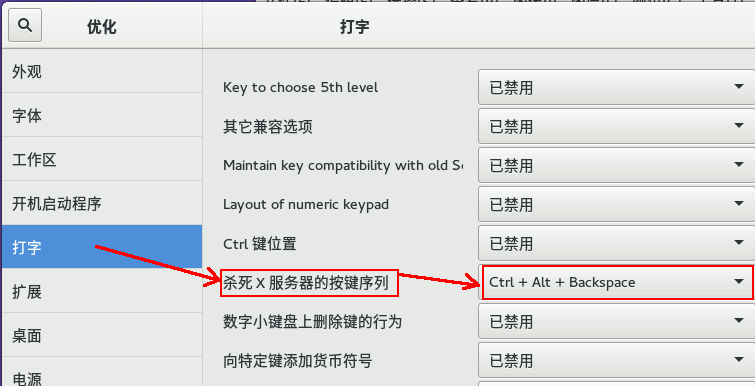 优化
打字
外观
字体
工作区
开机启动程序
打字
扩展
桌面
电源
Key to choose 5th level 已禁用
其它兼容选项 已禁用
Maintain key compatibility with old 已禁用
Layout of numeric keypad 已禁用
Ctrl 键位置 已禁用
杀死 X 服务器的按键序列 Ctrl + Alt + Backspace
数字小键盘上删除键的行为 已禁用
向特定键添加货币符号 已禁用